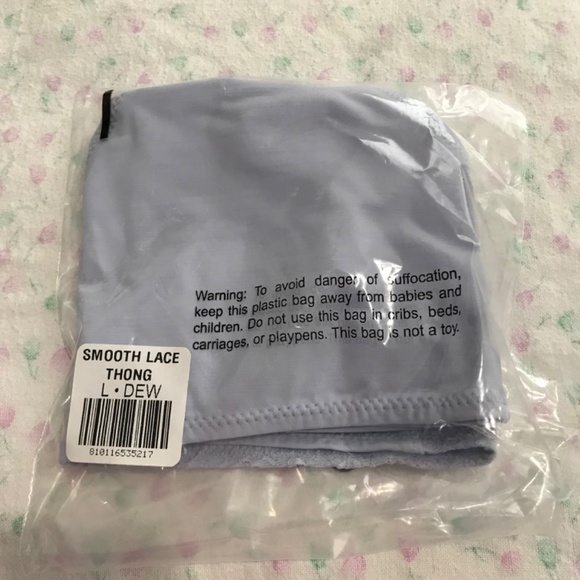 Warning: To avoid danger of suffocation,
keep this plastic bag away from babies and
children. Do not use this bag in cribs, beds,
carriages, or playpens. This bag is not a toy.
SMOOTH LACE
THONG
L • DEW
810116535217